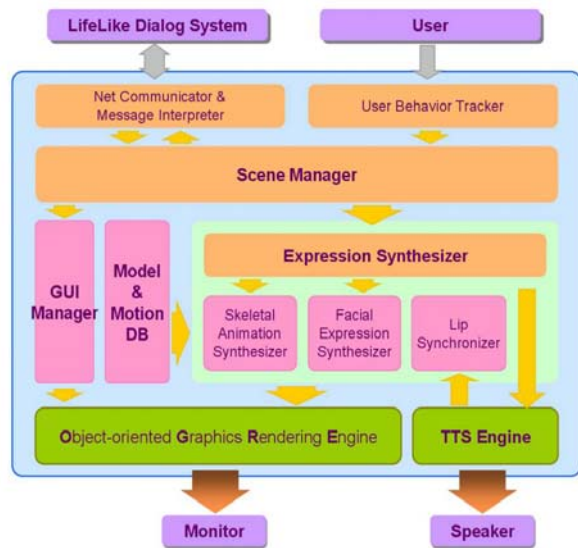 LifeLike Dialog System
User
Net Communicator &
Message Interpreter
User Behavior Tracker
Scene Manager
GUI
Manager
Model
&
Motion
DB
Expression Synthesizer
Skeletal
Animation
Synthesizer
Facial
Expression
Synthesizer
Lip
Synchronizer
Object-oriented Graphics Rendering Engine
TTS Engine
Monitor
Speaker